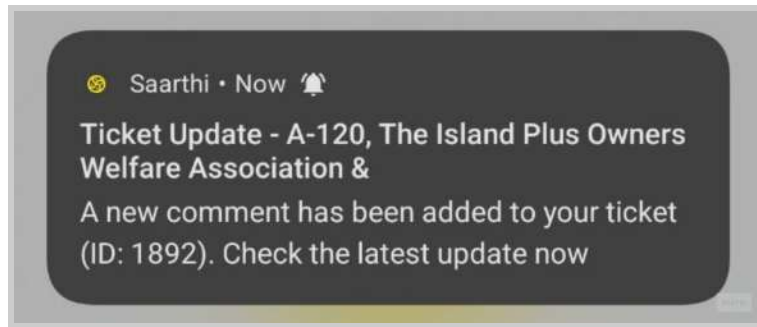 Saarthi • Now
Ticket Update - A-120, The Island Plus Owners
Welfare Association &
A new comment has been added to your ticket
(ID: 1892). Check the latest update now